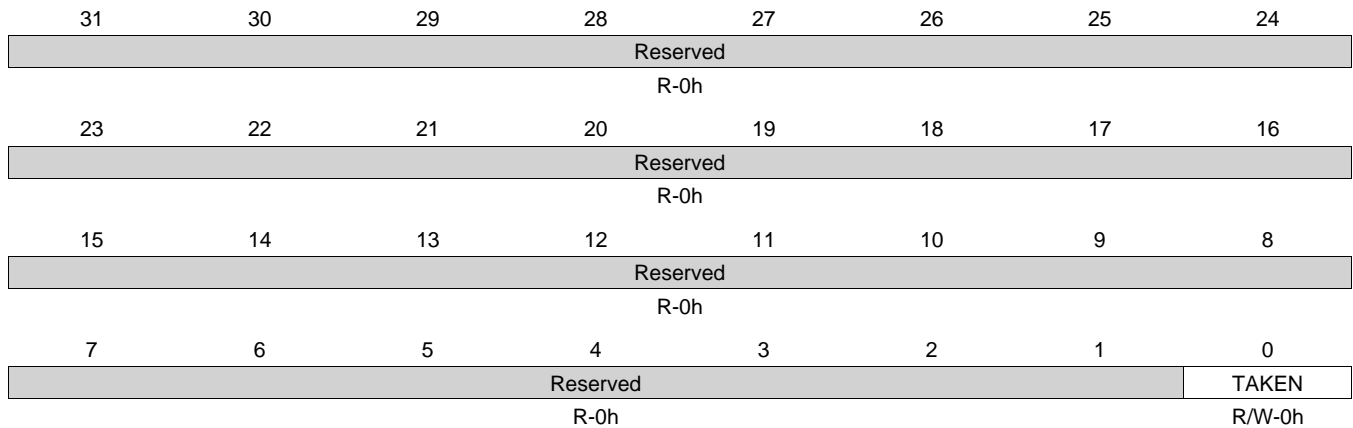 31 30 29 28 27 26 25 24
Reserved
R-0h
23 22 21 20 19 18 17 16
Reserved
R-0h
15 14 13 12 11 10 9 8
Reserved
R-0h
7 6 5 4 3 2 1 0
Reserved TAKEN
R-0h R/W-0h